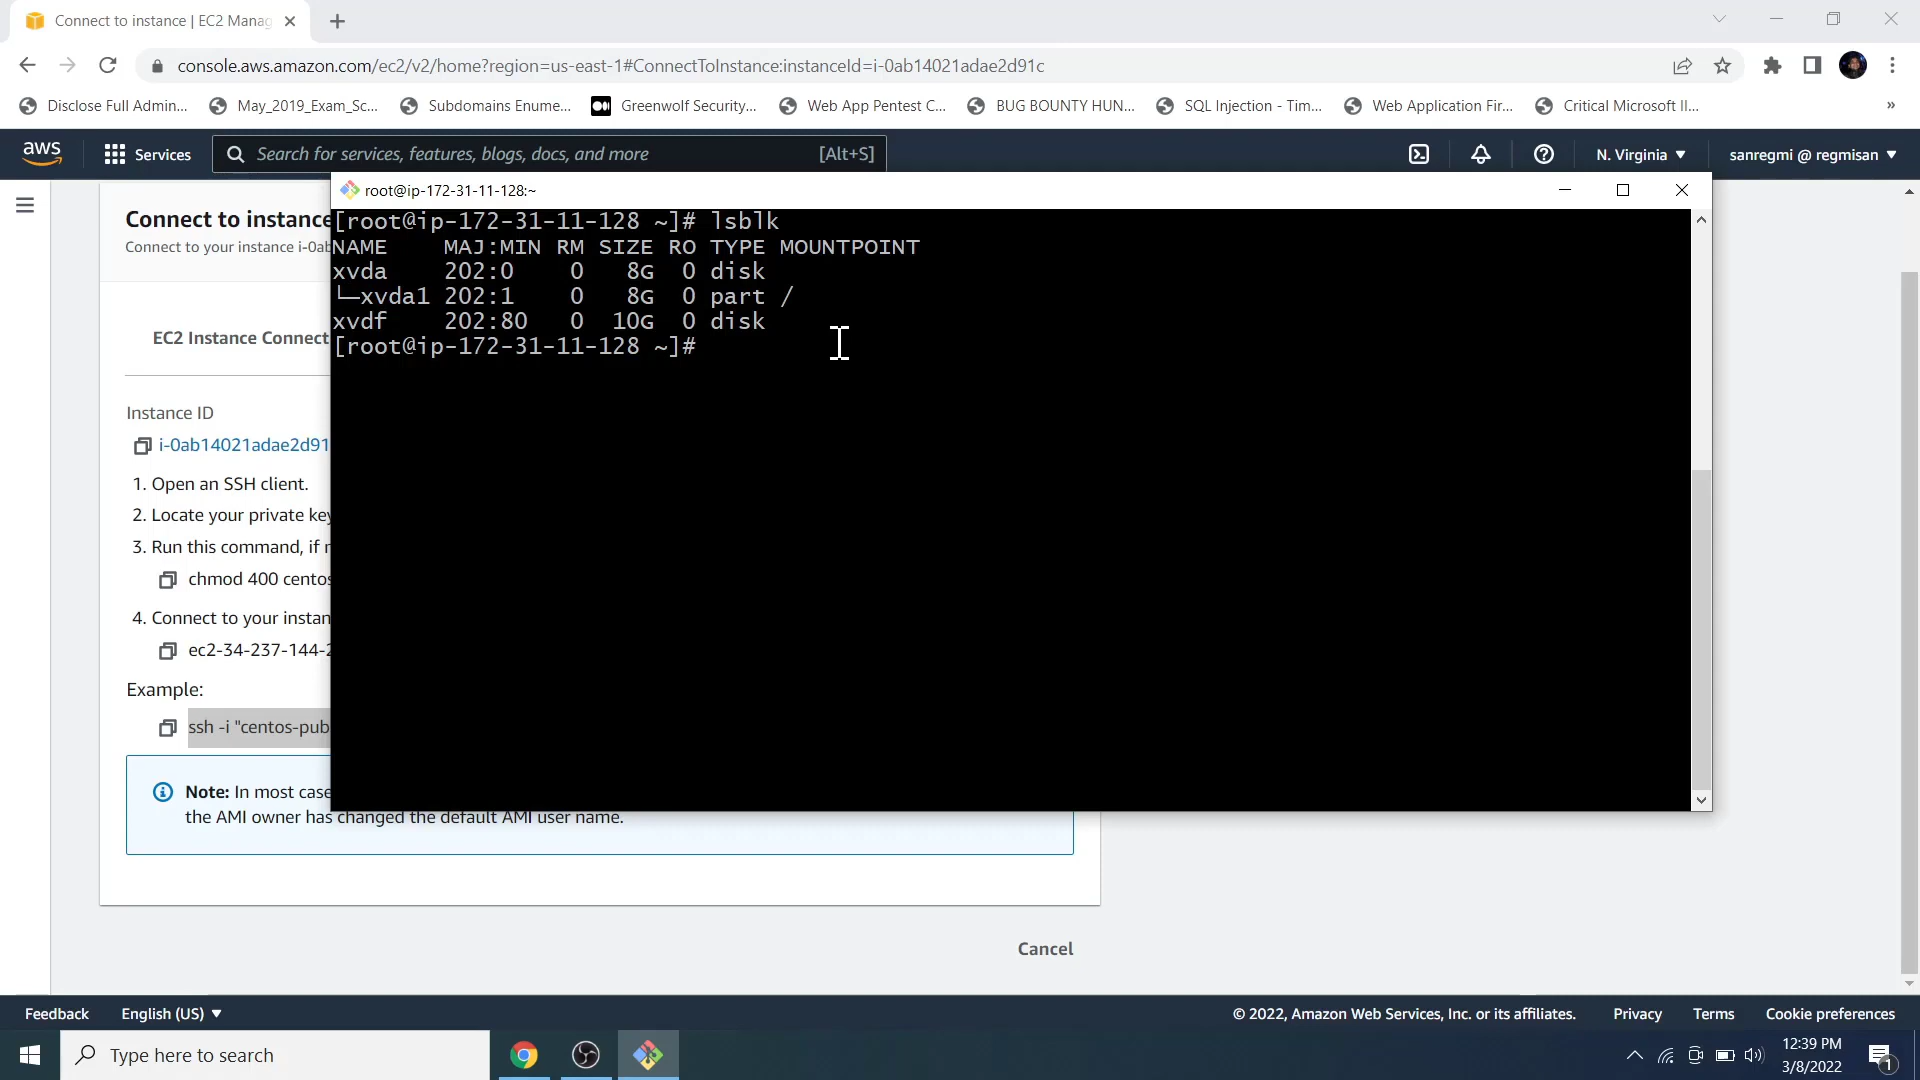 Connect to instance | EC2 Manag
console.aws.amazon.com/ec2/v2/home?region=us-east-1#ConnectToInstance:instanceId=i-0ab14021adae2d91c
Disclose Full Admin...
May_2019_Exam_Sc...
Subdomains Enume...
Greenwolf Security...
Web App Pentest C...
BUG BOUNTY HUN...
SQL Injection - Tim...
Web Application Fir...
Critical Microsoft II...
»
aws
Services
Search for services, features, blogs, docs, and more
[Alt+S]
N. Virginia
sanregmi @ regmisan
root@ip-172-31-11-128:~
[root@ip-172-31-11-128 ~]# lsblk
NAME    MAJ:MIN RM SIZE RO TYPE MOUNTPOINT
xvda    202:0    0   8G  0 disk
└─xvda1 202:1    0   8G  0 part /
xvdf    202:80   0  10G  0 disk
[root@ip-172-31-11-128 ~]#
Connect to instance
Connect to your instance i-0ab
EC2 Instance Connect
Instance ID
i-0ab14021adae2d91
1. Open an SSH client.
2. Locate your private key
3. Run this command, if n
chmod 400 centos
4. Connect to your instan
ec2-34-237-144-2
Example:
ssh -i "centos-pub
Note: In most case
the AMI owner has changed the default AMI user name.
Cancel
Feedback
English (US)
© 2022, Amazon Web Services, Inc. or its affiliates.
Privacy
Terms
Cookie preferences
Type here to search
12:39 PM
3/8/2022
1